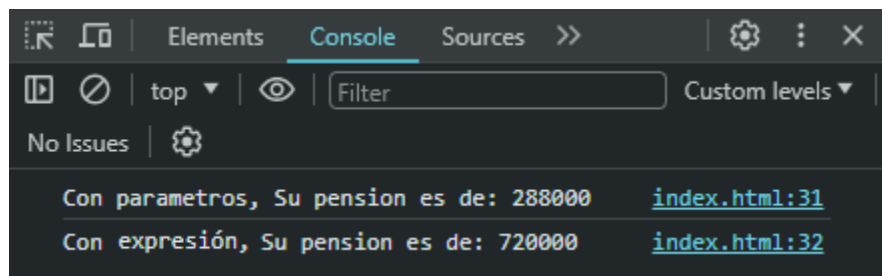 Elements Console Sources >>
top Filter Custom levels
No Issues
Con parametros, Su pension es de: 288000 index.html:31
Con expresión, Su pension es de: 720000 index.html:32